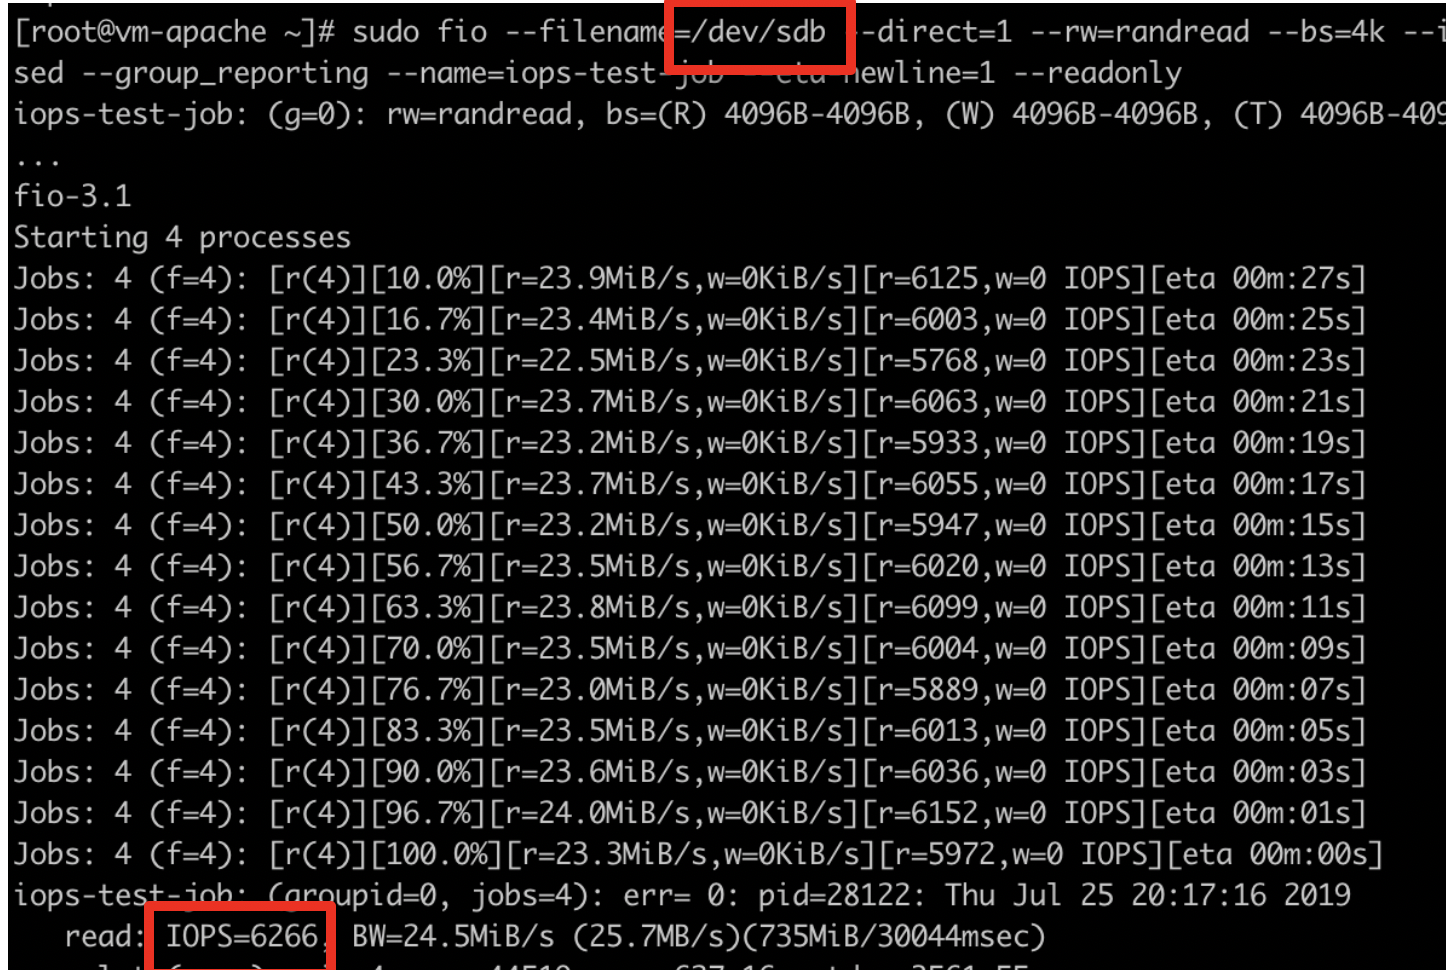 [root@vm-apache ~]# sudo fio --filename=/dev/sdb --direct=1 --rw=randread --bs=4k --i
sed --group_reporting --name=iops-test-job --eta-newline=1 --readonly
iops-test-job: (g=0): rw=randread, bs=(R) 4096B-4096B, (W) 4096B-4096B, (T) 4096B-409
...
fio-3.1
Starting 4 processes
Jobs: 4 (f=4): [r(4)][10.0%][r=23.9MiB/s,w=0KiB/s][r=6125,w=0 IOPS][eta 00m:27s]
Jobs: 4 (f=4): [r(4)][16.7%][r=23.4MiB/s,w=0KiB/s][r=6003,w=0 IOPS][eta 00m:25s]
Jobs: 4 (f=4): [r(4)][23.3%][r=22.5MiB/s,w=0KiB/s][r=5768,w=0 IOPS][eta 00m:23s]
Jobs: 4 (f=4): [r(4)][30.0%][r=23.7MiB/s,w=0KiB/s][r=6063,w=0 IOPS][eta 00m:21s]
Jobs: 4 (f=4): [r(4)][36.7%][r=23.2MiB/s,w=0KiB/s][r=5933,w=0 IOPS][eta 00m:19s]
Jobs: 4 (f=4): [r(4)][43.3%][r=23.7MiB/s,w=0KiB/s][r=6055,w=0 IOPS][eta 00m:17s]
Jobs: 4 (f=4): [r(4)][50.0%][r=23.2MiB/s,w=0KiB/s][r=5947,w=0 IOPS][eta 00m:15s]
Jobs: 4 (f=4): [r(4)][56.7%][r=23.5MiB/s,w=0KiB/s][r=6020,w=0 IOPS][eta 00m:13s]
Jobs: 4 (f=4): [r(4)][63.3%][r=23.8MiB/s,w=0KiB/s][r=6099,w=0 IOPS][eta 00m:11s]
Jobs: 4 (f=4): [r(4)][70.0%][r=23.5MiB/s,w=0KiB/s][r=6004,w=0 IOPS][eta 00m:09s]
Jobs: 4 (f=4): [r(4)][76.7%][r=23.0MiB/s,w=0KiB/s][r=5889,w=0 IOPS][eta 00m:07s]
Jobs: 4 (f=4): [r(4)][83.3%][r=23.5MiB/s,w=0KiB/s][r=6013,w=0 IOPS][eta 00m:05s]
Jobs: 4 (f=4): [r(4)][90.0%][r=23.6MiB/s,w=0KiB/s][r=6036,w=0 IOPS][eta 00m:03s]
Jobs: 4 (f=4): [r(4)][96.7%][r=24.0MiB/s,w=0KiB/s][r=6152,w=0 IOPS][eta 00m:01s]
Jobs: 4 (f=4): [r(4)][100.0%][r=23.3MiB/s,w=0KiB/s][r=5972,w=0 IOPS][eta 00m:00s]
iops-test-job: (groupid=0, jobs=4): err= 0: pid=28122: Thu Jul 25 20:17:16 2019
read: IOPS=6266, BW=24.5MiB/s (25.7MB/s)(735MiB/30044msec)